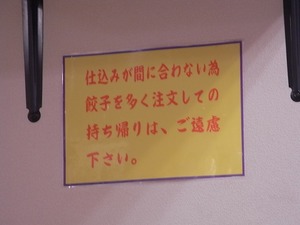 仕込みが間に合わない為
餃子を多く注文しての
持ち帰りは、ご遠慮
下さい。